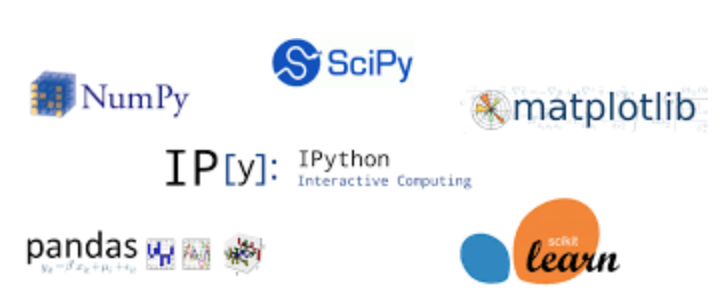 SciPy
NumPy
matplotlib
IP[y]:
IPython
Interactive Computing
pandas
scikit
learn